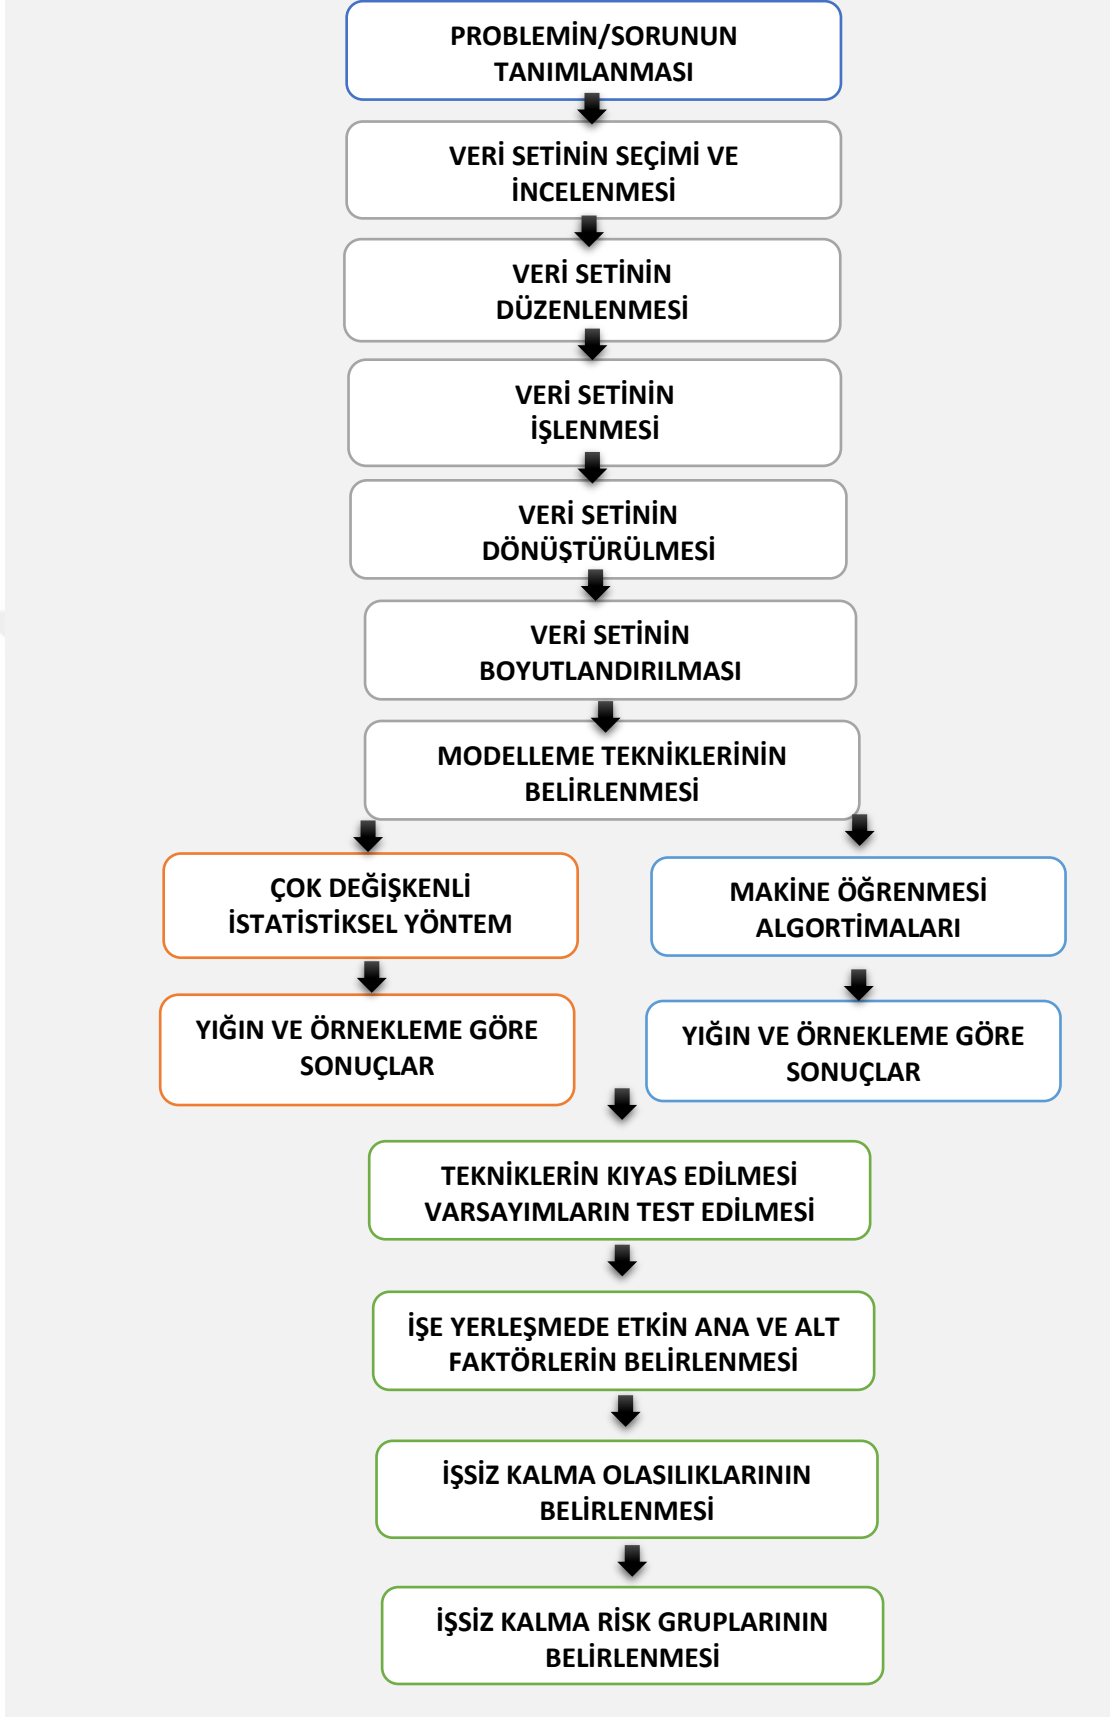 PROBLEMİN/SORUNUN
TANIMLANMASI
VERİ SETİNİN SEÇİMİ VE
İNCELENMESİ
VERİ SETİNİN
DÜZENLENMESİ
VERİ SETİNİN
İŞLENMESİ
VERİ SETİNİN
DÖNÜŞTÜRÜLMESİ
VERİ SETİNİN
BOYUTLANDIRILMASI
MODELLEME TEKNİKLERİNİN
BELİRLENMESİ
ÇOK DEĞİŞKENLİ
İSTATİSTİKSEL YÖNTEM
MAKİNE ÖĞRENMESİ
ALGORTİMALARI
YIĞIN VE ÖRNEKLEME GÖRE
SONUÇLAR
YIĞIN VE ÖRNEKLEME GÖRE
SONUÇLAR
TEKNİKLERİN KIYAS EDİLMESİ
VARSAYIMLARIN TEST EDİLMESİ
İŞE YERLEŞMEDE ETKİN ANA VE ALT
FAKTÖRLERİN BELİRLENMESİ
İŞSİZ KALMA OLASILIKLARININ
BELİRLENMESİ
İŞSİZ KALMA RİSK GRUPLARININ
BELİRLENMESİ